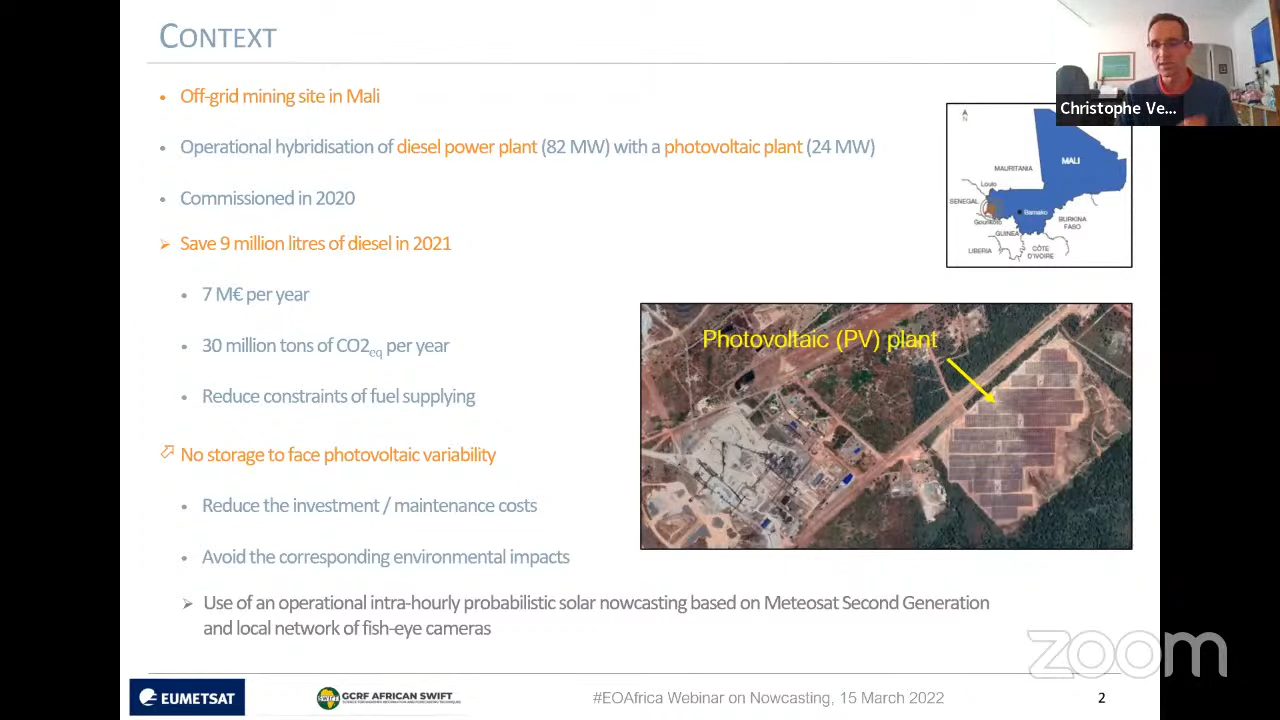 CONTEXT
Christophe Ve...
• Off-grid mining site in Mali
• Operational hybridisation of diesel power plant (82 MW) with a photovoltaic plant (24 MW)
• Commissioned in 2020
➢ Save 9 million litres of diesel in 2021
• 7 M€ per year
• 30 million tons of CO2eq per year
• Reduce constraints of fuel supplying
No storage to face photovoltaic variability
• Reduce the investment / maintenance costs
• Avoid the corresponding environmental impacts
➢ Use of an operational intra-hourly probabilistic solar nowcasting based on Meteosat Second Generation
and local network of fish-eye cameras
N
MALI
MAURITANIA
Loulo
SENEGAL
Bamako
Gounkoto
BURKINA
FASO
GUINEA
LIBERIA
CÔTE
D'IVOIRE
Photovoltaic (PV) plant
zoom
EUMETSAT
SWIFT
GCRF AFRICAN SWIFT
#EOAfrica Webinar on Nowcasting, 15 March 2022
2